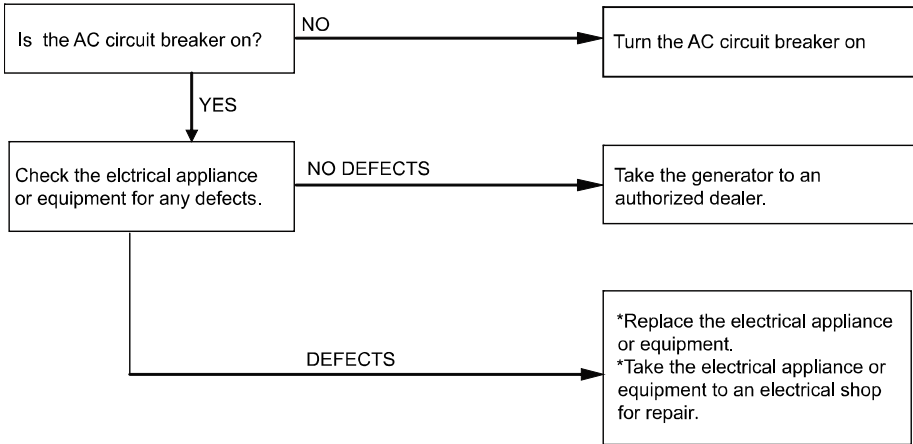 Is the AC circuit breaker on?
NO
Turn the AC circuit breaker on
YES
Check the elctrical appliance
or equipment for any defects.
NO DEFECTS
Take the generator to an
authorized dealer.
DEFECTS
*Replace the electrical appliance
or equipment.
*Take the electrical appliance or
equipment to an electrical shop
for repair.